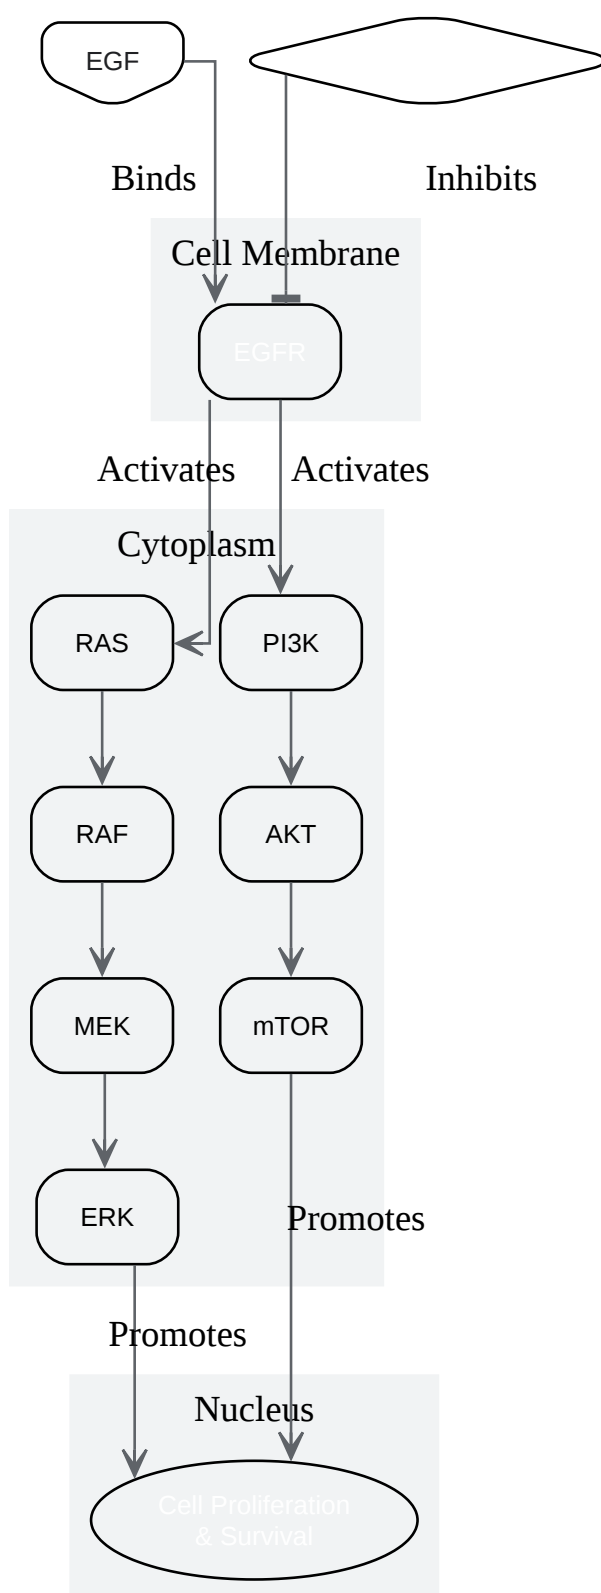 EGF
Binds
Inhibits
Cell Membrane
EGFR
Activates
Activates
Cytoplasm
RAS
PI3K
RAF
AKT
MEK
mTOR
ERK
Promotes
Promotes
Nucleus
Cell Proliferation
& Survival